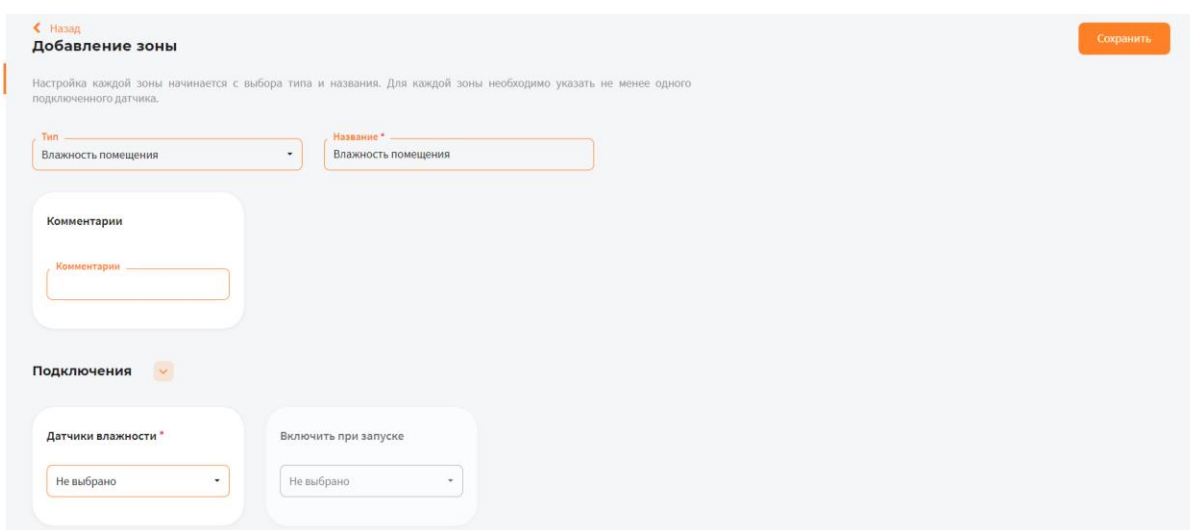 Назад
Добавление зоны
Сохранить
Настройка каждой зоны начинается с выбора типа и названия. Для каждой зоны необходимо указать не менее одного
подключенного датчика.
Тип
Название *
Влажность помещения
Влажность помещения
Комментарии
Комментарии
Подключения
Датчики влажности *
Включить при запуске
Не выбрано
Не выбрано